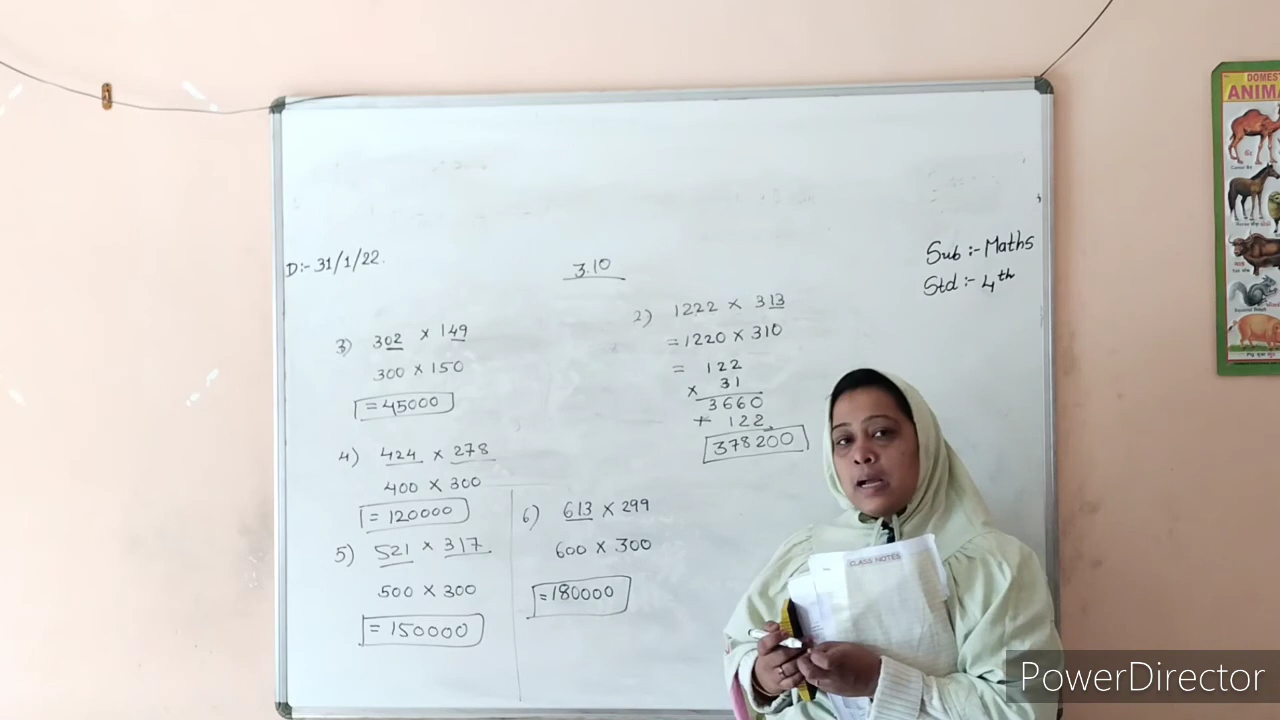 D:- 31/1/22.
3.10
Sub :- Maths
Std :- 4th
3) 302 × 149
300 × 150
= 45000
4) 424 × 278
400 × 300
= 120000
5) 521 × 317
500 × 300
= 150000
2) 1222 × 313
= 1220 × 310
= 122
× 31
3660
+ 122
378200
6) 613 × 299
600 × 300
= 180000
CLASS NOTES
DOMEST
ANIMA
PowerDirector